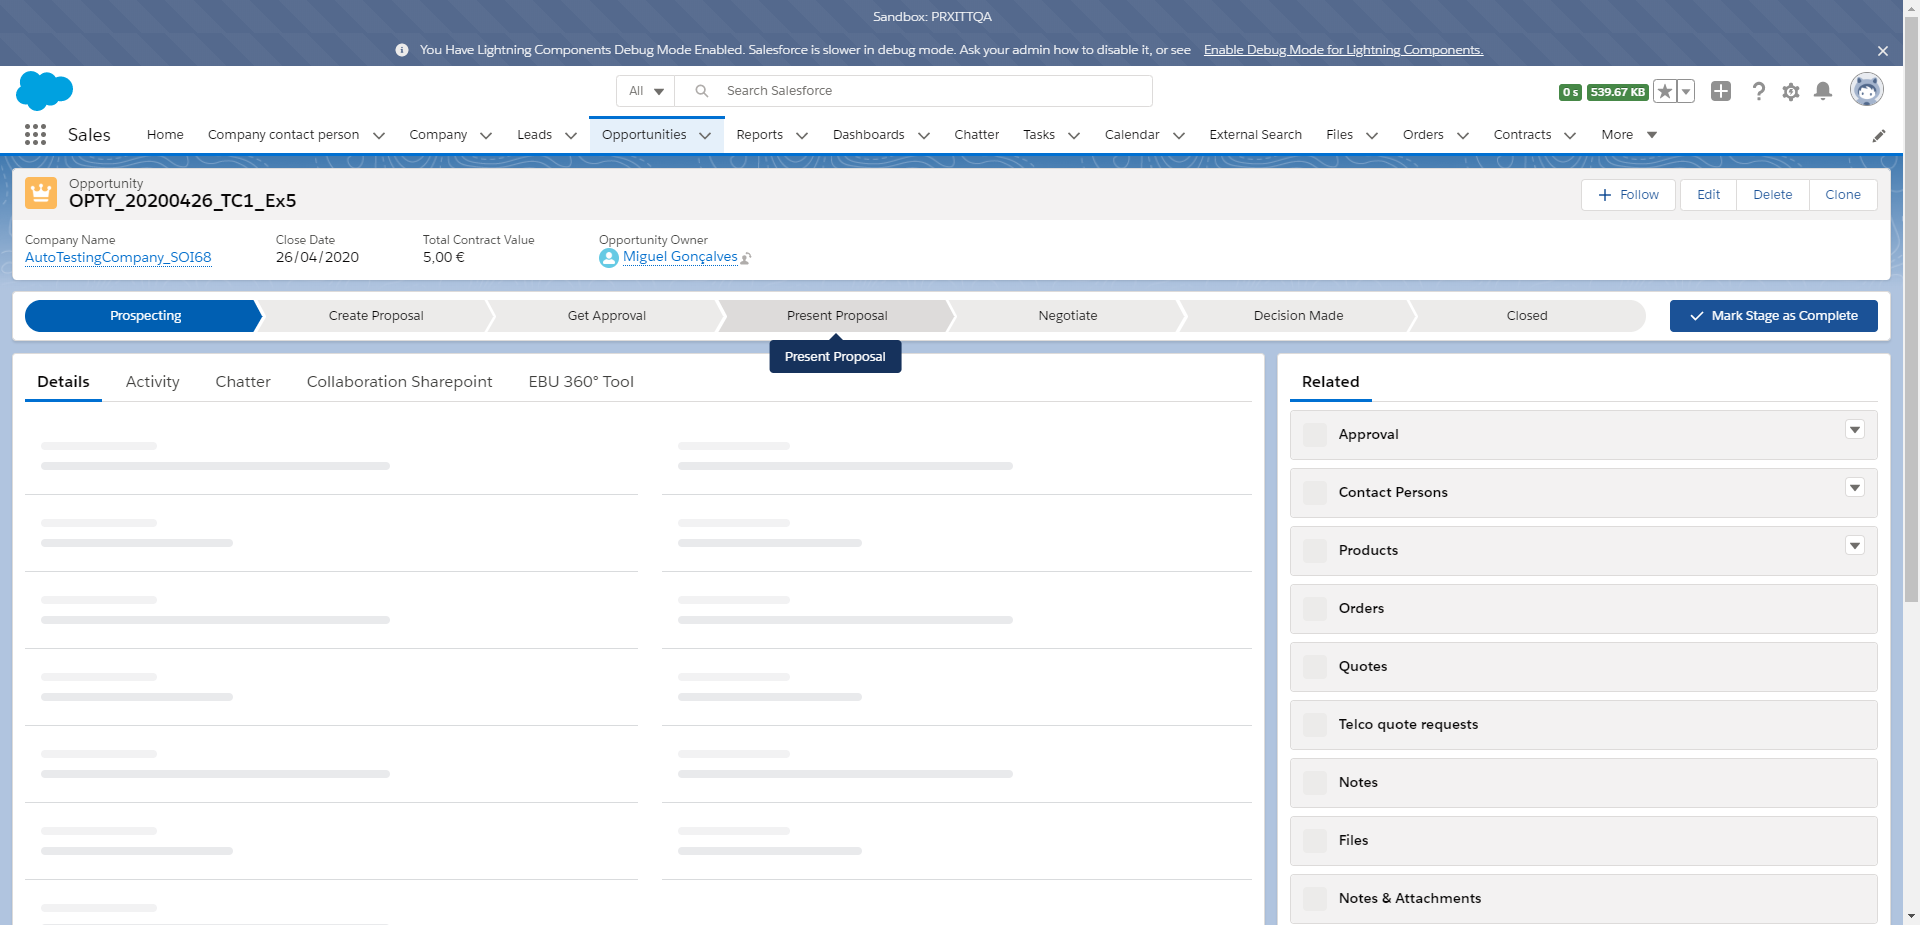 Sandbox: PRXITTQA
You Have Lightning Components Debug Mode Enabled. Salesforce is slower in debug mode. Ask your admin how to disable it, or see Enable Debug Mode for Lightning Components.
All Search Salesforce 0 s 539.67 KB
Sales Home Company contact person Company Leads Opportunities Reports Dashboards Chatter Tasks Calendar External Search Files Orders Contracts More
Opportunity
OPTY_20200426_TC1_Ex5
Follow Edit Delete Clone
Company Name Close Date Total Contract Value Opportunity Owner
AutoTestingCompany_SOI68 26/04/2020 5,00 € Miguel Gonçalves
Prospecting Create Proposal Get Approval Present Proposal Negotiate Decision Made Closed Mark Stage as Complete
Present Proposal
Details Activity Chatter Collaboration Sharepoint EBU 360° Tool
Related
Approval
Contact Persons
Products
Orders
Quotes
Telco quote requests
Notes
Files
Notes & Attachments